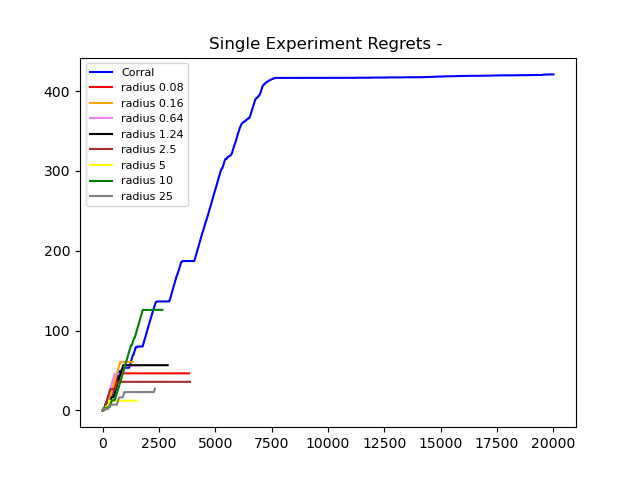 Single Experiment Regrets -
Corral
radius 0.08
radius 0.16
radius 0.64
radius 1.24
radius 2.5
radius 5
radius 10
radius 25
400
300
200
100
0
0 2500 5000 7500 10000 12500 15000 17500 20000